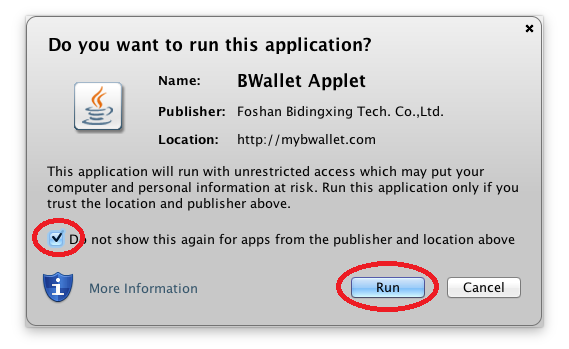 Do you want to run this application?
Name: BWallet Applet
Publisher: Foshan Bidingxing Tech. Co.,Ltd.
Location: http://mybwallet.com
This application will run with unrestricted access which may put your
computer and personal information at risk. Run this application only if you
trust the location and publisher above.
Do not show this again for apps from the publisher and location above
More Information
Run
Cancel